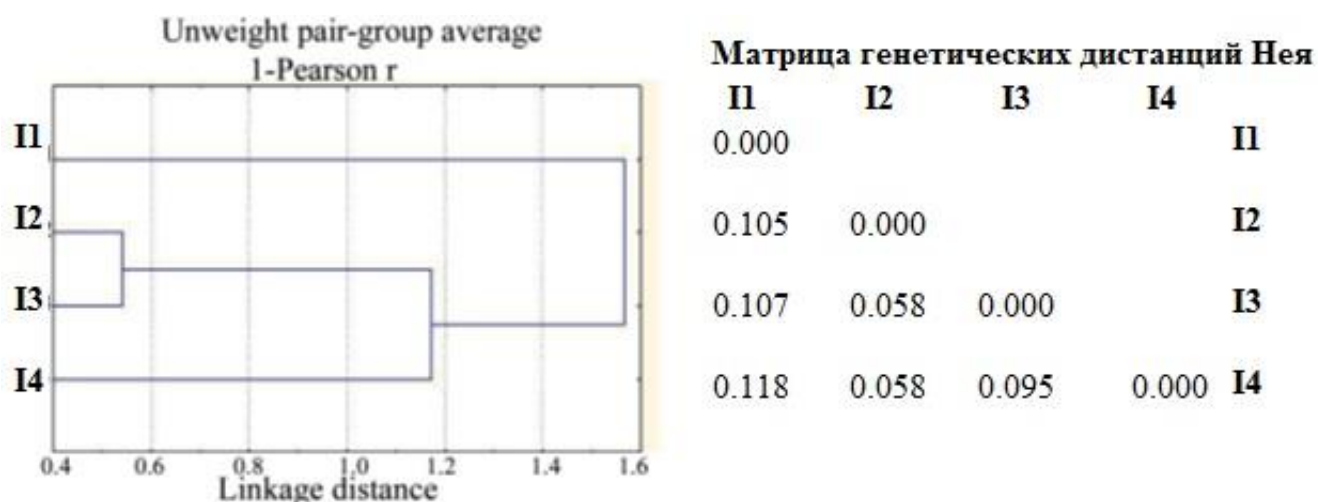 Unweight pair-group average
1-Pearson r
I1
I2
I3
I4
0.4 0.6 0.8 1.0 1.2 1.4 1.6
Linkage distance
Матрица генетических дистанций Нея
I1 I2 I3 I4
0.000 I1
0.105 0.000 I2
0.107 0.058 0.000 I3
0.118 0.058 0.095 0.000 I4